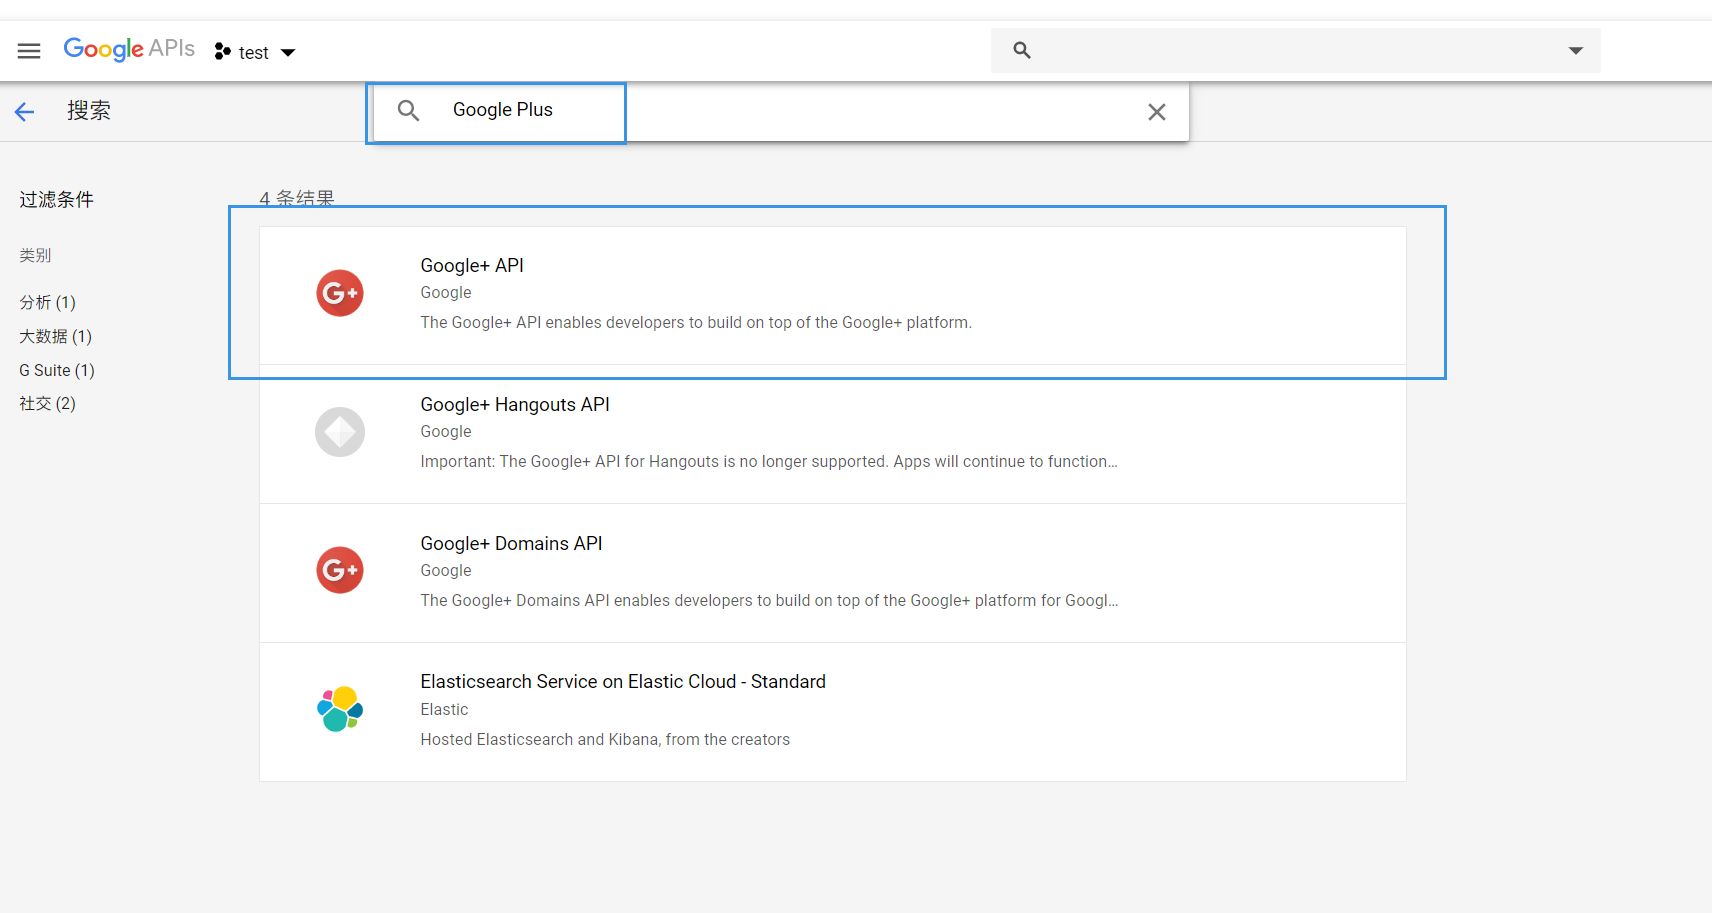 Google APIs test
搜索
Google Plus
过滤条件
类别
分析 (1)
大数据 (1)
G Suite (1)
社交 (2)
4 条结果
G+
Google+ API
Google
The Google+ API enables developers to build on top of the Google+ platform.
Google+ Hangouts API
Google
Important: The Google+ API for Hangouts is no longer supported. Apps will continue to function...
G+
Google+ Domains API
Google
The Google+ Domains API enables developers to build on top of the Google+ platform for Googl...
Elasticsearch Service on Elastic Cloud - Standard
Elastic
Hosted Elasticsearch and Kibana, from the creators